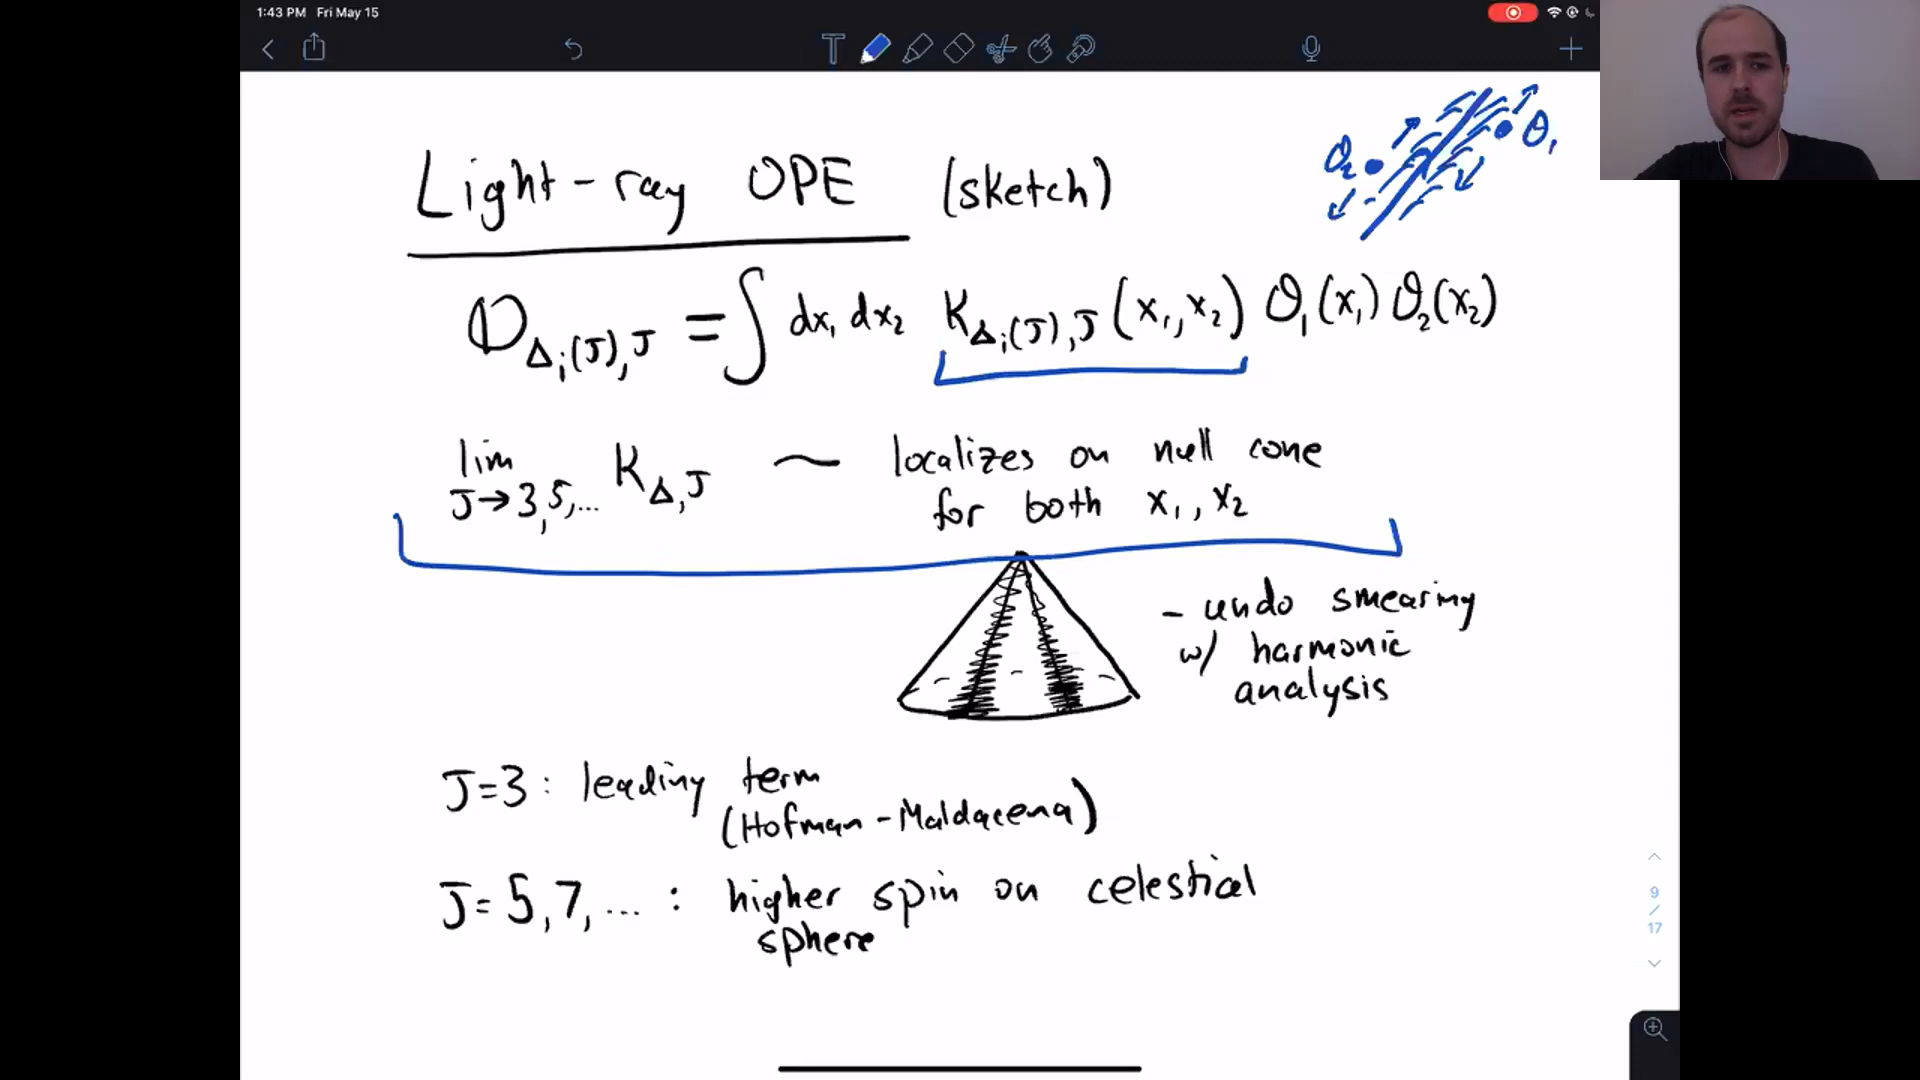 1:43 PM Fri May 15
Light-ray OPE (sketch)
𝒪₂ 𝒪₁
𝕆_{Δ_i(J),J} = ∫ dx₁ dx₂ K_{Δ_i(J),J} (x₁,x₂) 𝒪₁(x₁) 𝒪₂(x₂)
lim_{J→3,5,...} K_{Δ,J} ~ localizes on null cone
for both x₁, x₂
- undo smearing
w/ harmonic
analysis
J=3: leading term
(Hofman-Maldacena)
J=5,7,...: higher spin on celestial
sphere
9
/
17